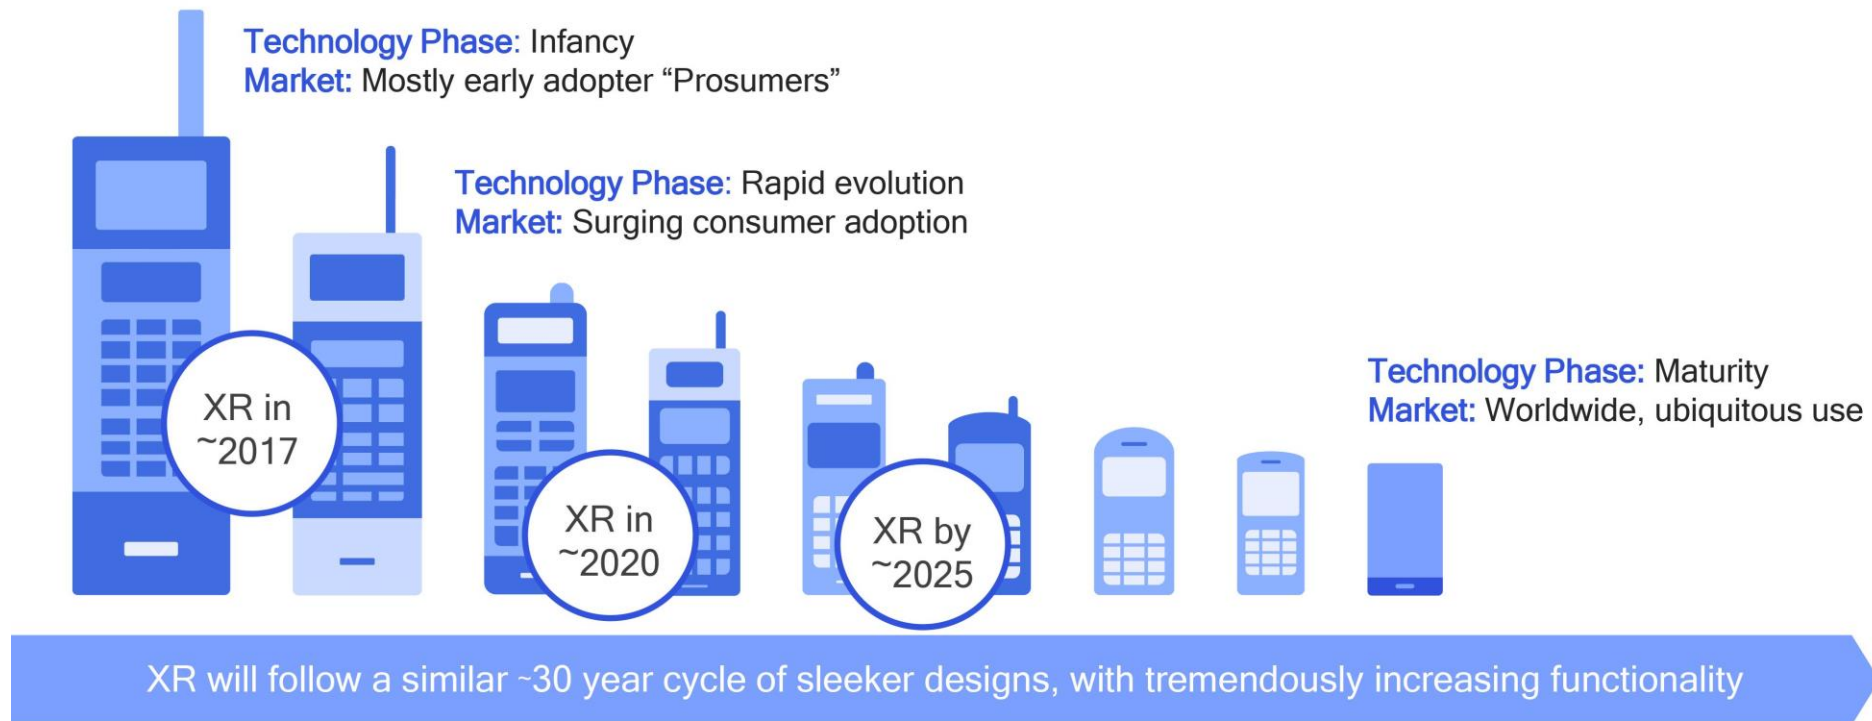 Technology Phase: Infancy
Market: Mostly early adopter “Prosumers”
Technology Phase: Rapid evolution
Market: Surging consumer adoption
Technology Phase: Maturity
Market: Worldwide, ubiquitous use
XR in
~2017
XR in
~2020
XR by
~2025
XR will follow a similar ~30 year cycle of sleeker designs, with tremendously increasing functionality